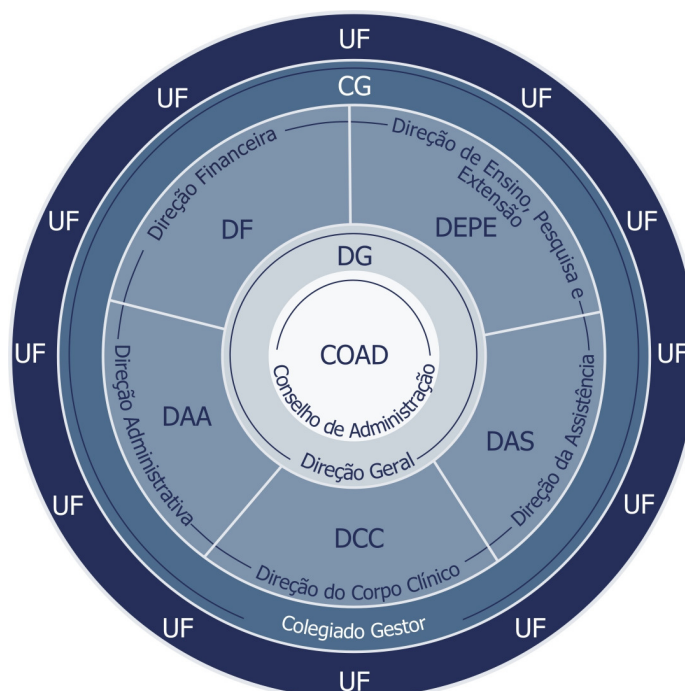 UF
UF
UF
CG
Direção Financeira
Direção de Ensino, Pesquisa e
Extensão
UF
UF
DF
DEPE
DG
UF
COAD
UF
Conselho de Administração
Direção Administrativa
DAA
DAS
Direção da Assistência
Direção Geral
UF
UF
DCC
Direção do Corpo Clínico
Colegiado Gestor
UF
UF
UF